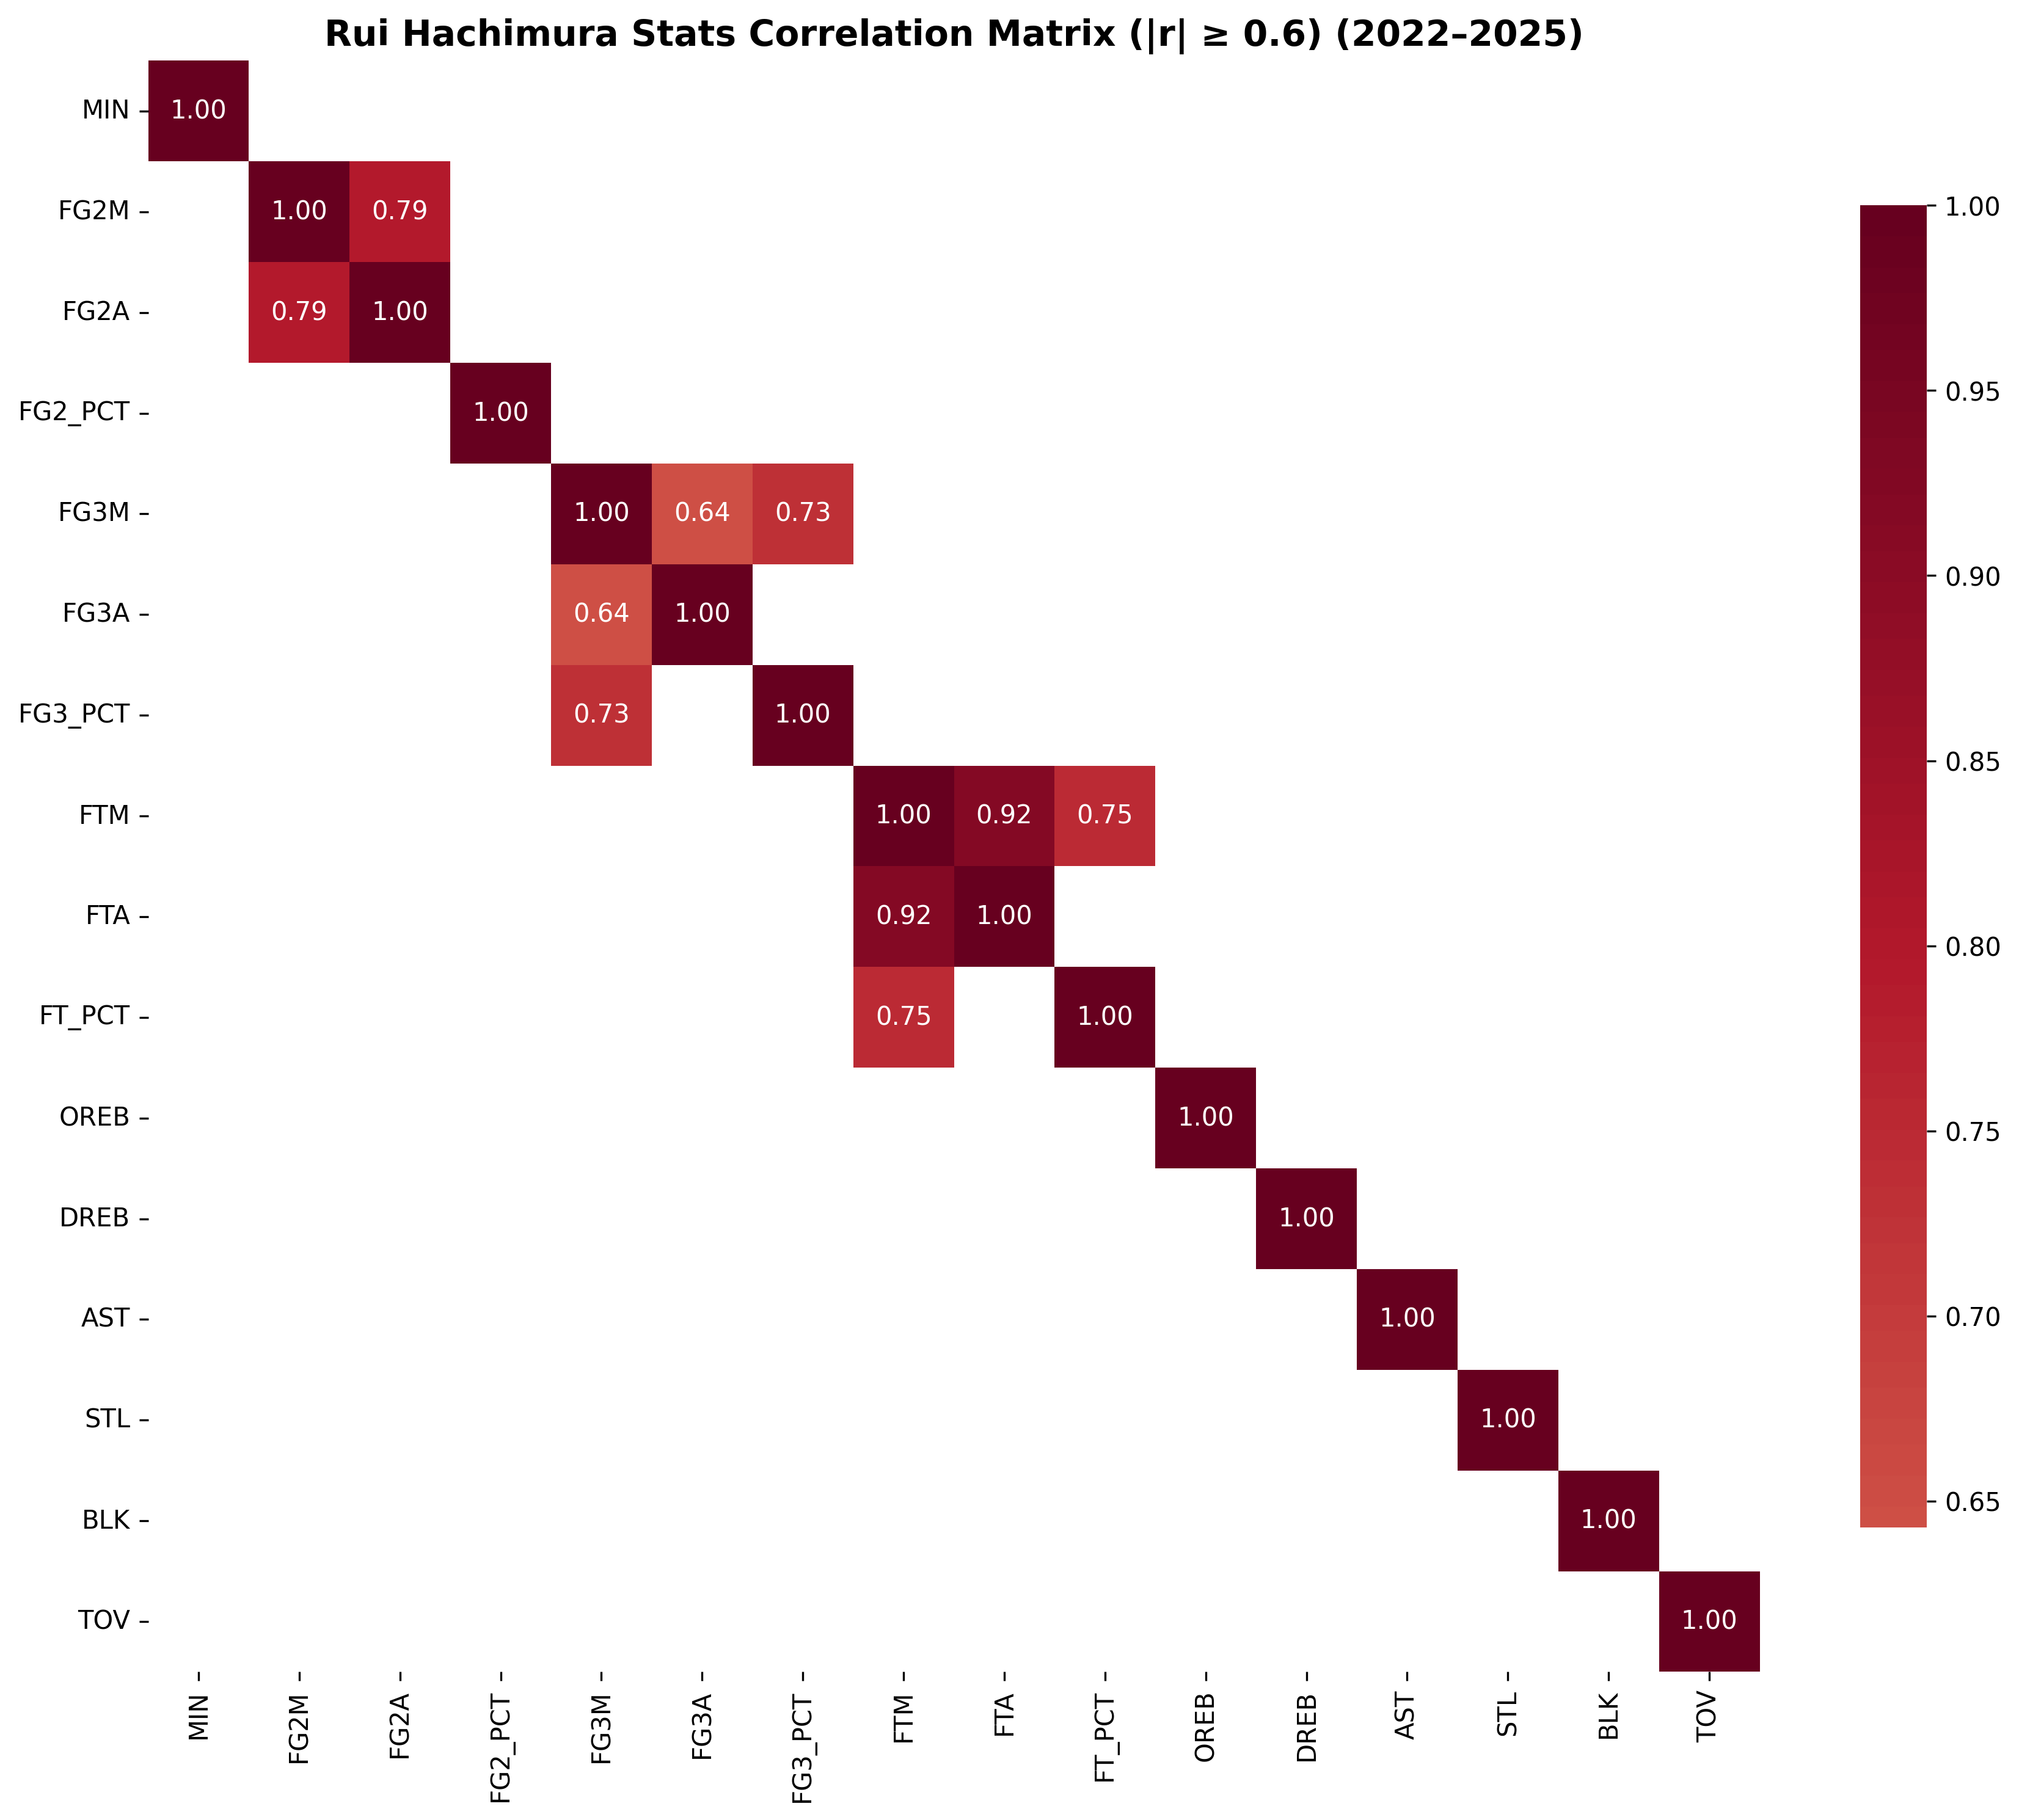 Rui Hachimura Stats Correlation Matrix (|r| ≥ 0.6) (2022–2025)
MIN 1.00
FG2M 1.00 0.79
FG2A 0.79 1.00
FG2_PCT 1.00
FG3M 1.00 0.64 0.73
FG3A 0.64 1.00
FG3_PCT 0.73 1.00
FTM 1.00 0.92 0.75
FTA 0.92 1.00
FT_PCT 0.75 1.00
OREB 1.00
DREB 1.00
AST 1.00
STL 1.00
BLK 1.00
TOV 1.00
MIN FG2M FG2A FG2_PCT FG3M FG3A FG3_PCT FTM FTA FT_PCT OREB DREB AST STL BLK TOV
1.00
0.95
0.90
0.85
0.80
0.75
0.70
0.65